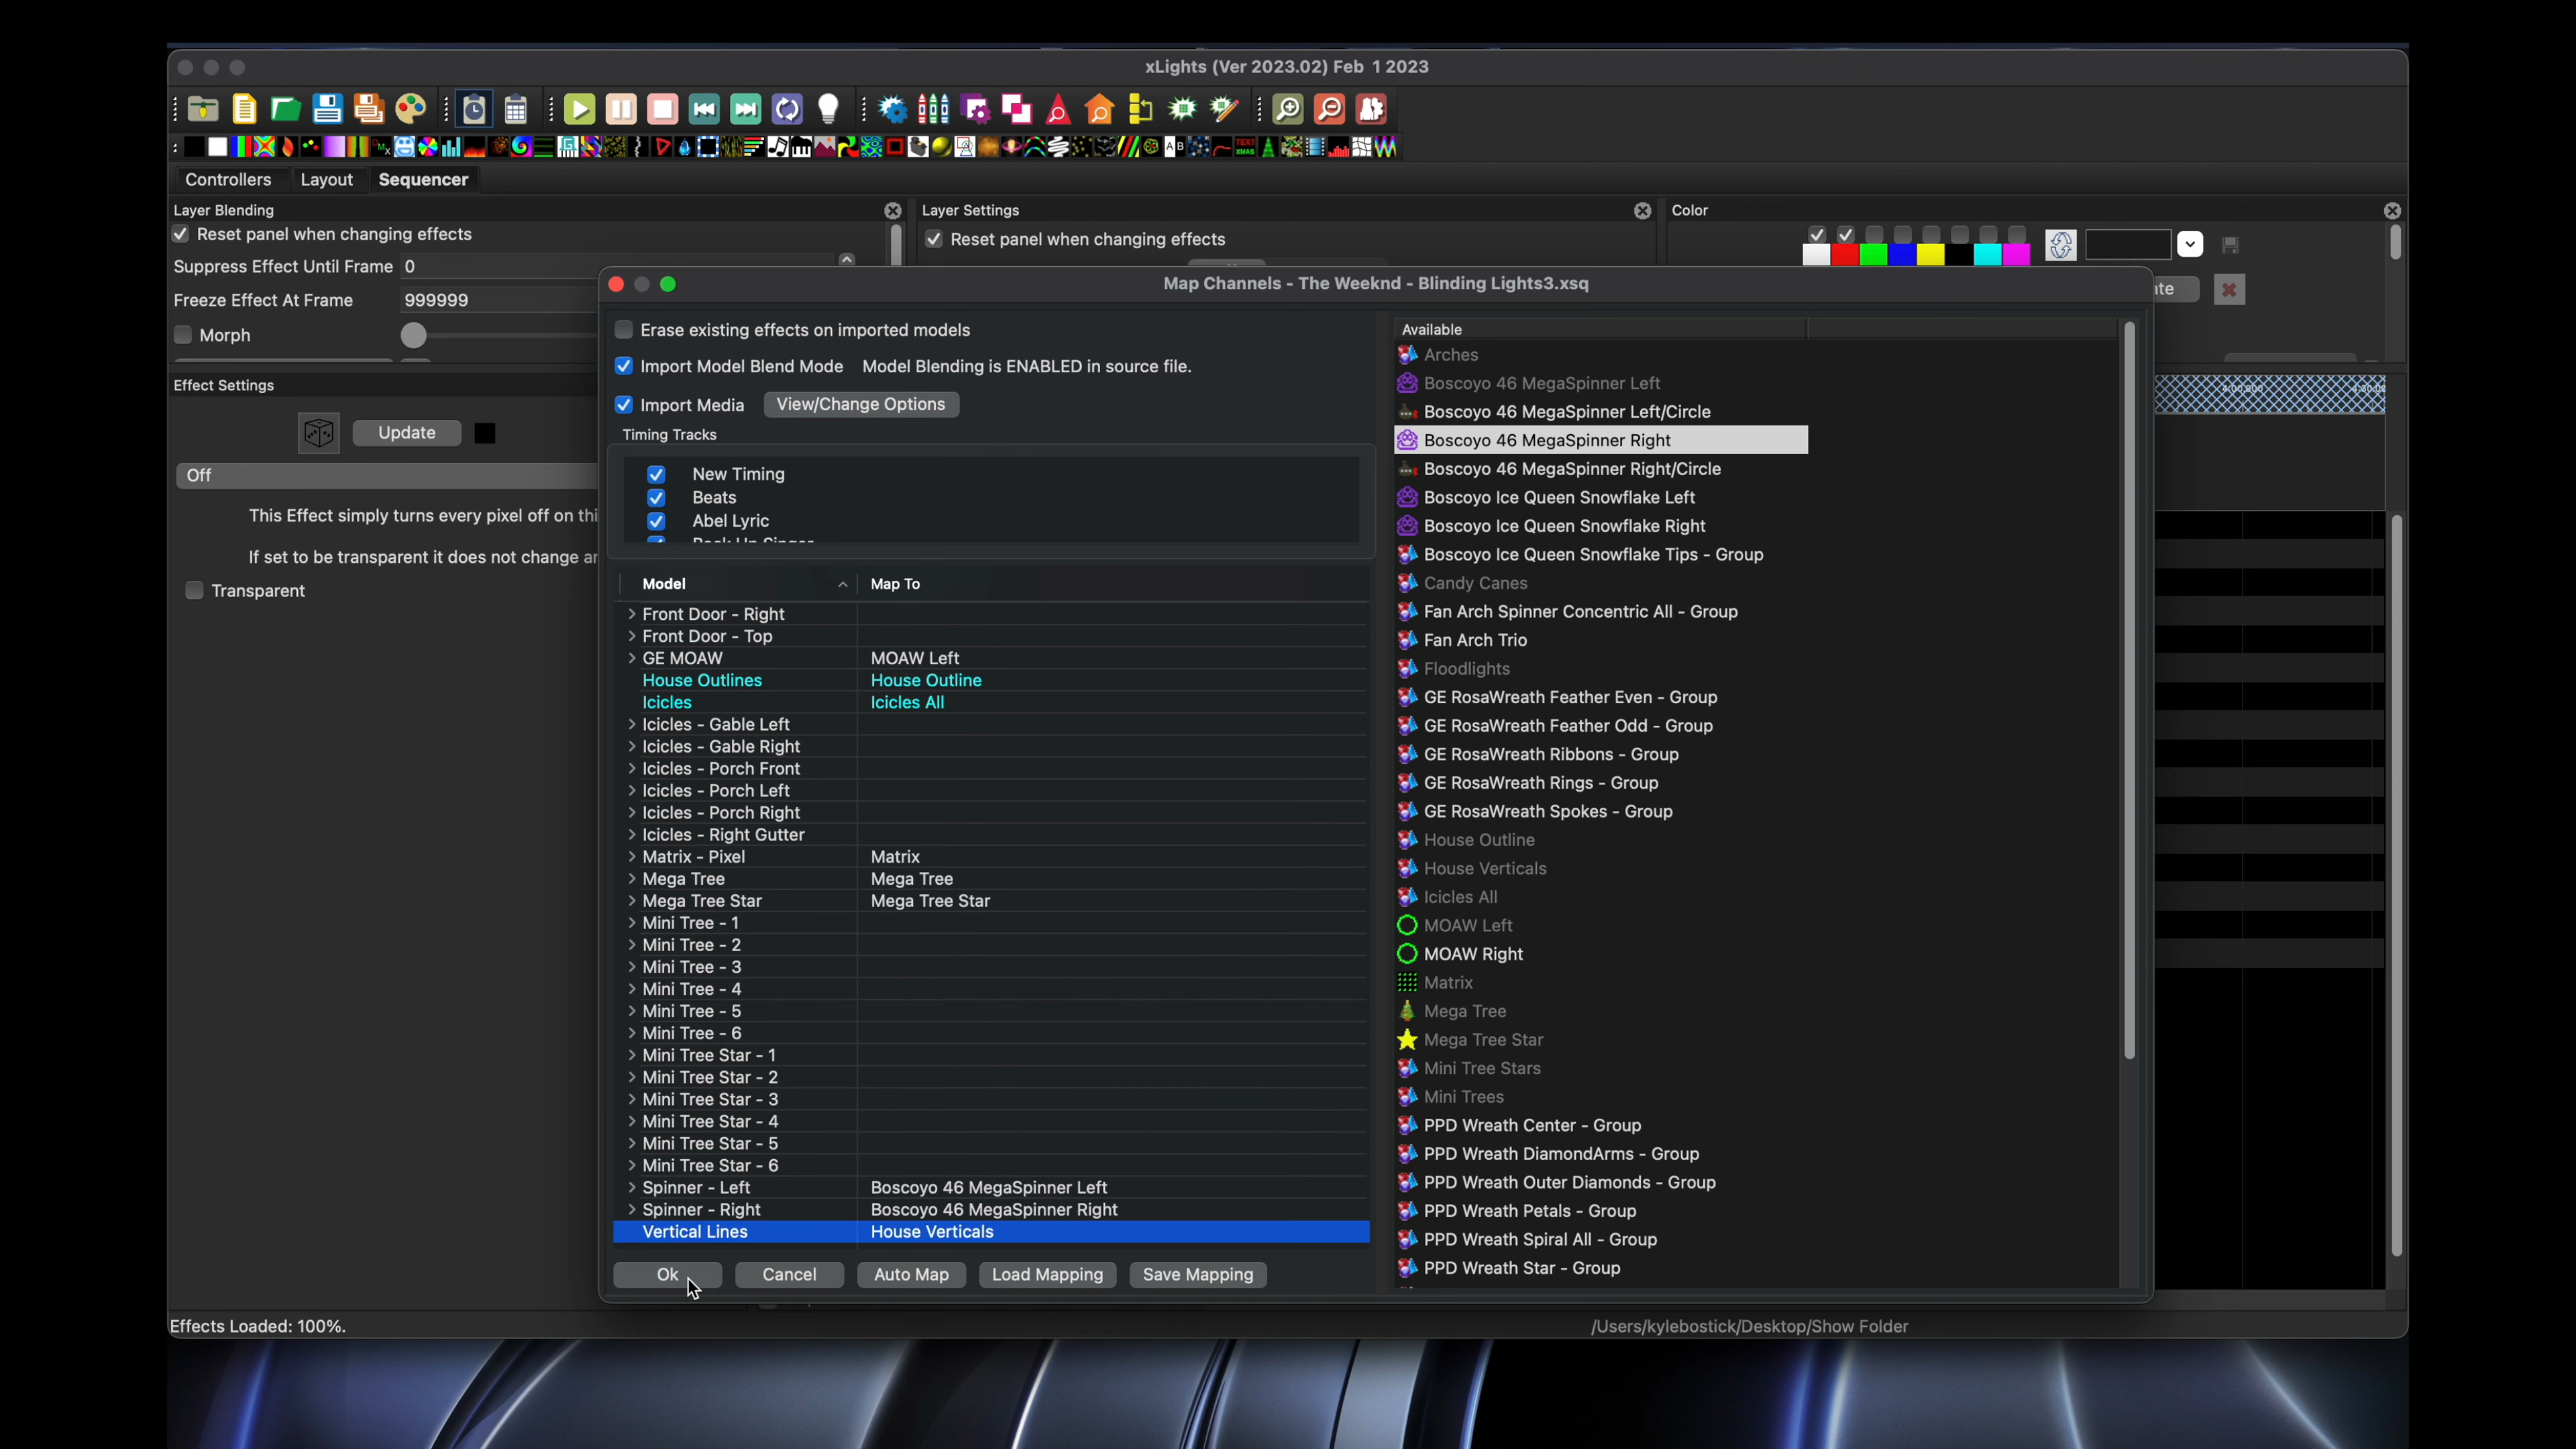 xLights (Ver 2023.02) Feb 1 2023
Controllers
Layout
Sequencer
Layer Blending
Layer Settings
Color
Reset panel when changing effects
Reset panel when changing effects
Suppress Effect Until Frame
0
Freeze Effect At Frame
999999
Morph
Effect Settings
Update
Off
This Effect simply turns every pixel off on thi
If set to be transparent it does not change ar
Transparent
Map Channels - The Weeknd - Blinding Lights3.xsq
Erase existing effects on imported models
Import Model Blend Mode Model Blending is ENABLED in source file.
Import Media
View/Change Options
Timing Tracks
New Timing
Beats
Abel Lyric
Model
Map To
Front Door - Right
Front Door - Top
GE MOAW
MOAW Left
House Outlines
House Outline
Icicles
Icicles All
Icicles - Gable Left
Icicles - Gable Right
Icicles - Porch Front
Icicles - Porch Left
Icicles - Porch Right
Icicles - Right Gutter
Matrix - Pixel
Matrix
Mega Tree
Mega Tree
Mega Tree Star
Mega Tree Star
Mini Tree - 1
Mini Tree - 2
Mini Tree - 3
Mini Tree - 4
Mini Tree - 5
Mini Tree - 6
Mini Tree Star - 1
Mini Tree Star - 2
Mini Tree Star - 3
Mini Tree Star - 4
Mini Tree Star - 5
Mini Tree Star - 6
Spinner - Left
Boscoyo 46 MegaSpinner Left
Spinner - Right
Boscoyo 46 MegaSpinner Right
Vertical Lines
House Verticals
Ok
Cancel
Auto Map
Load Mapping
Save Mapping
Available
Arches
Boscoyo 46 MegaSpinner Left
Boscoyo 46 MegaSpinner Left/Circle
Boscoyo 46 MegaSpinner Right
Boscoyo 46 MegaSpinner Right/Circle
Boscoyo Ice Queen Snowflake Left
Boscoyo Ice Queen Snowflake Right
Boscoyo Ice Queen Snowflake Tips - Group
Candy Canes
Fan Arch Spinner Concentric All - Group
Fan Arch Trio
Floodlights
GE RosaWreath Feather Even - Group
GE RosaWreath Feather Odd - Group
GE RosaWreath Ribbons - Group
GE RosaWreath Rings - Group
GE RosaWreath Spokes - Group
House Outline
House Verticals
Icicles All
MOAW Left
MOAW Right
Matrix
Mega Tree
Mega Tree Star
Mini Tree Stars
Mini Trees
PPD Wreath Center - Group
PPD Wreath DiamondArms - Group
PPD Wreath Outer Diamonds - Group
PPD Wreath Petals - Group
PPD Wreath Spiral All - Group
PPD Wreath Star - Group
Effects Loaded: 100%.
/Users/kylebostick/Desktop/Show Folder